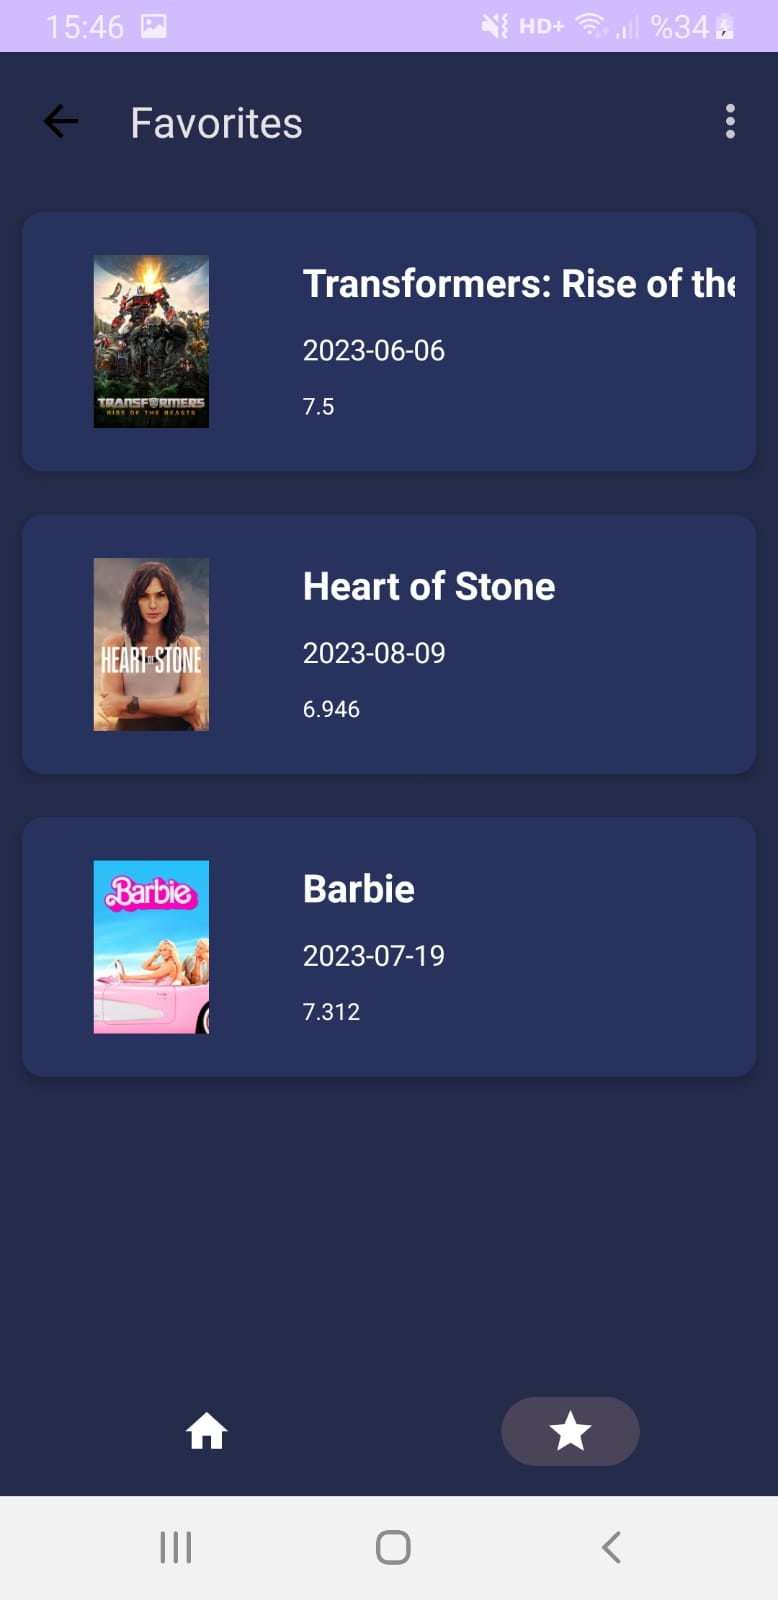 15:46 HD+ %34
Favorites
Transformers: Rise of the
2023-06-06
7.5
TRANSFORMERS
RISE OF THE BEASTS
Heart of Stone
2023-08-09
6.946
HEART OF STONE
Barbie
2023-07-19
7.312
Barbie